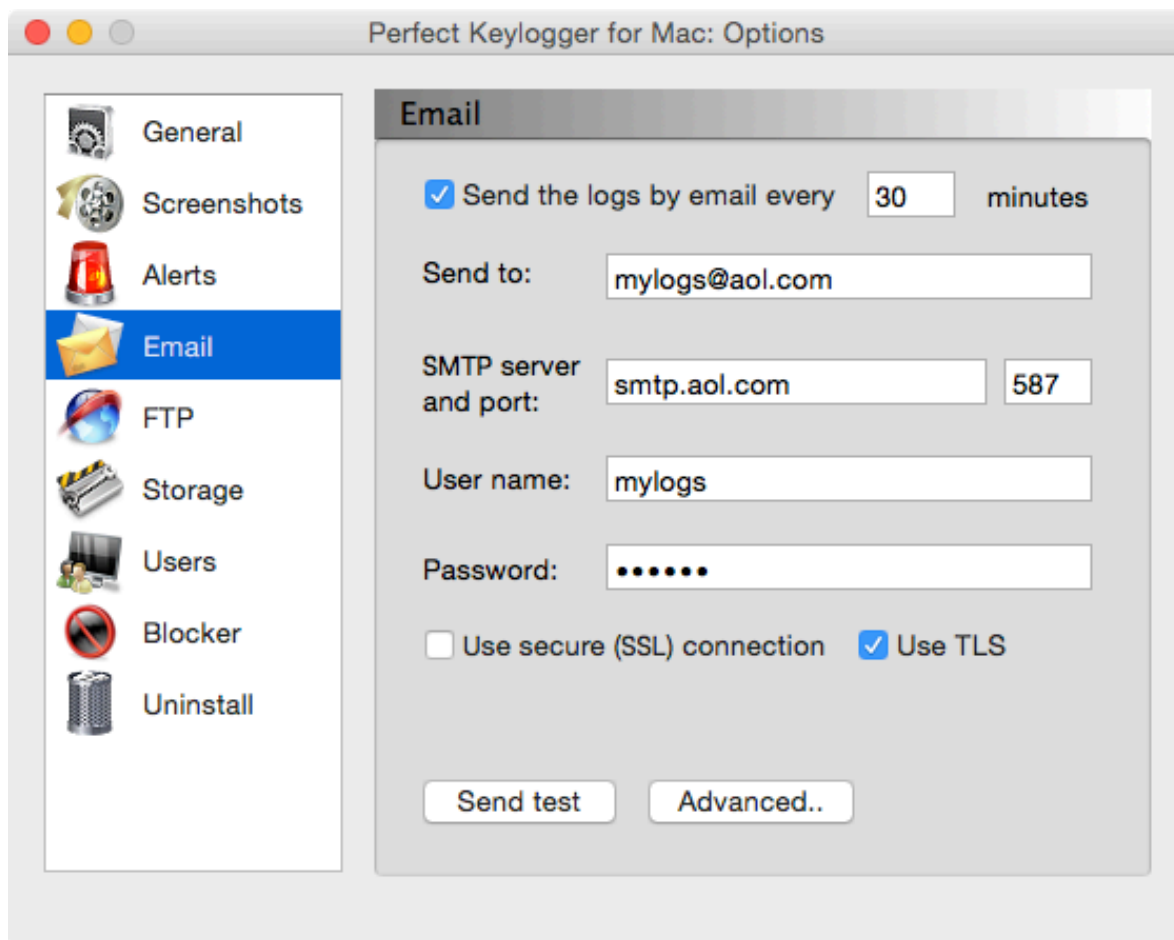 Perfect Keylogger for Mac: Options
General
Screenshots
Alerts
Email
FTP
Storage
Users
Blocker
Uninstall
Email
Send the logs by email every 30 minutes
Send to: mylogs@aol.com
SMTP server
and port: smtp.aol.com 587
User name: mylogs
Password: ••••••
Use secure (SSL) connection Use TLS
Send test Advanced..